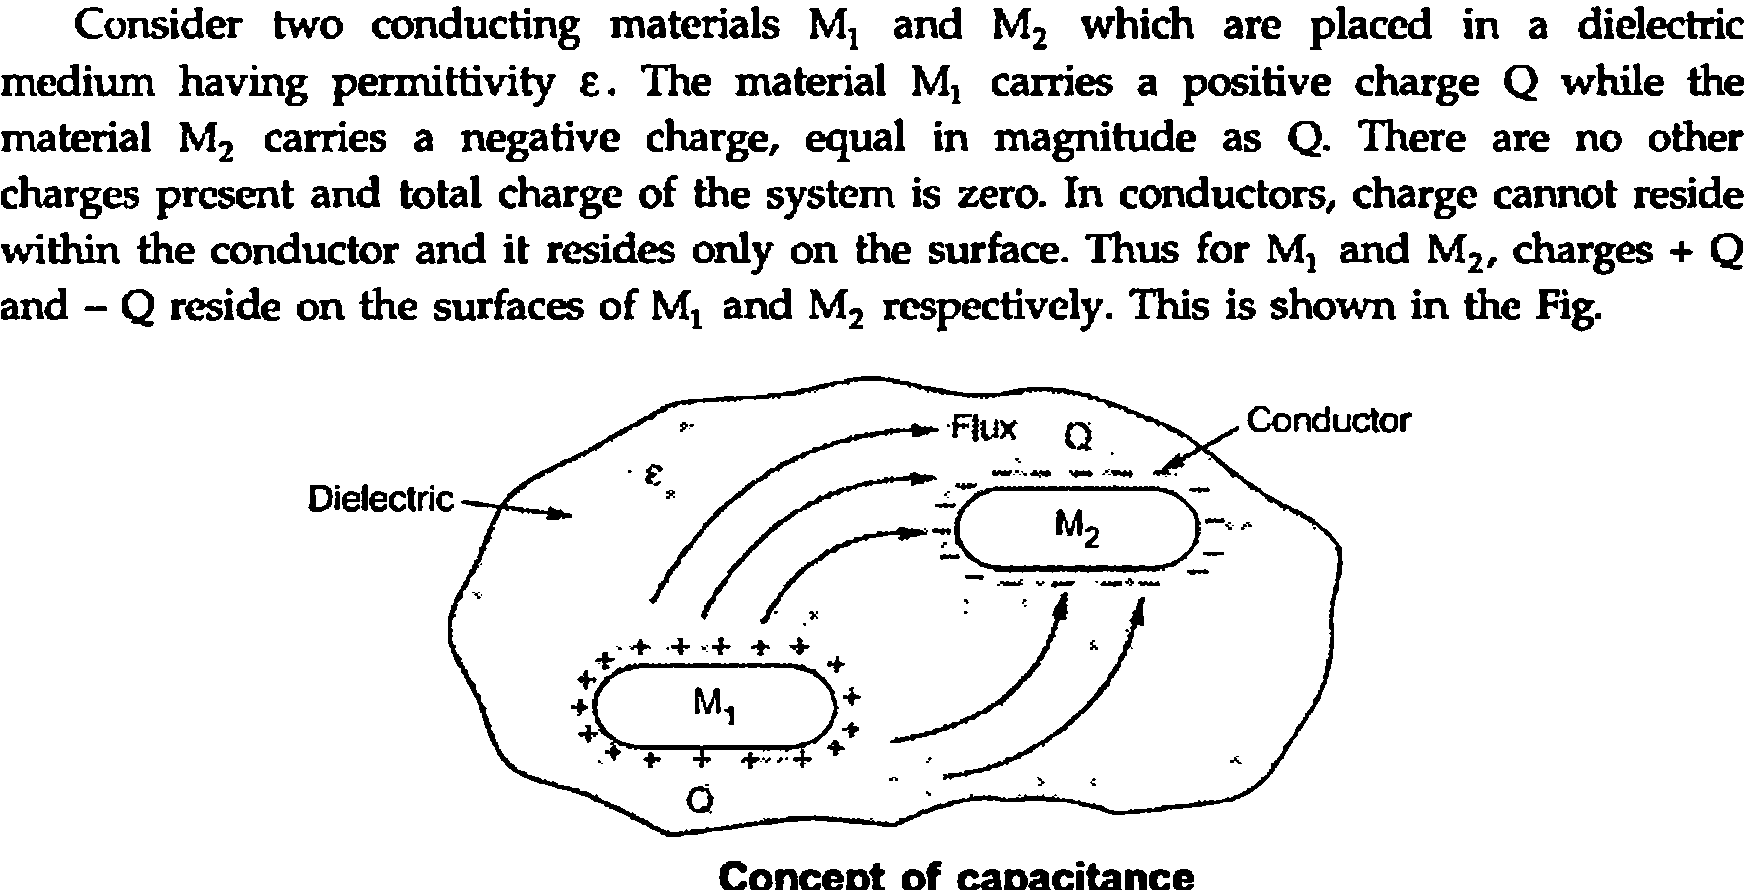 Consider two conducting materials M₁ and M₂ which are placed in a dielectric
medium having permittivity ε. The material M₁ carries a positive charge Q while the
material M₂ carries a negative charge, equal in magnitude as Q. There are no other
charges present and total charge of the system is zero. In conductors, charge cannot reside
within the conductor and it resides only on the surface. Thus for M₁ and M₂, charges + Q
and – Q reside on the surfaces of M₁ and M₂ respectively. This is shown in the Fig.
Flux
Q
Conductor
ε
Dielectric
M₂
M₁
Q
Concept of capacitance